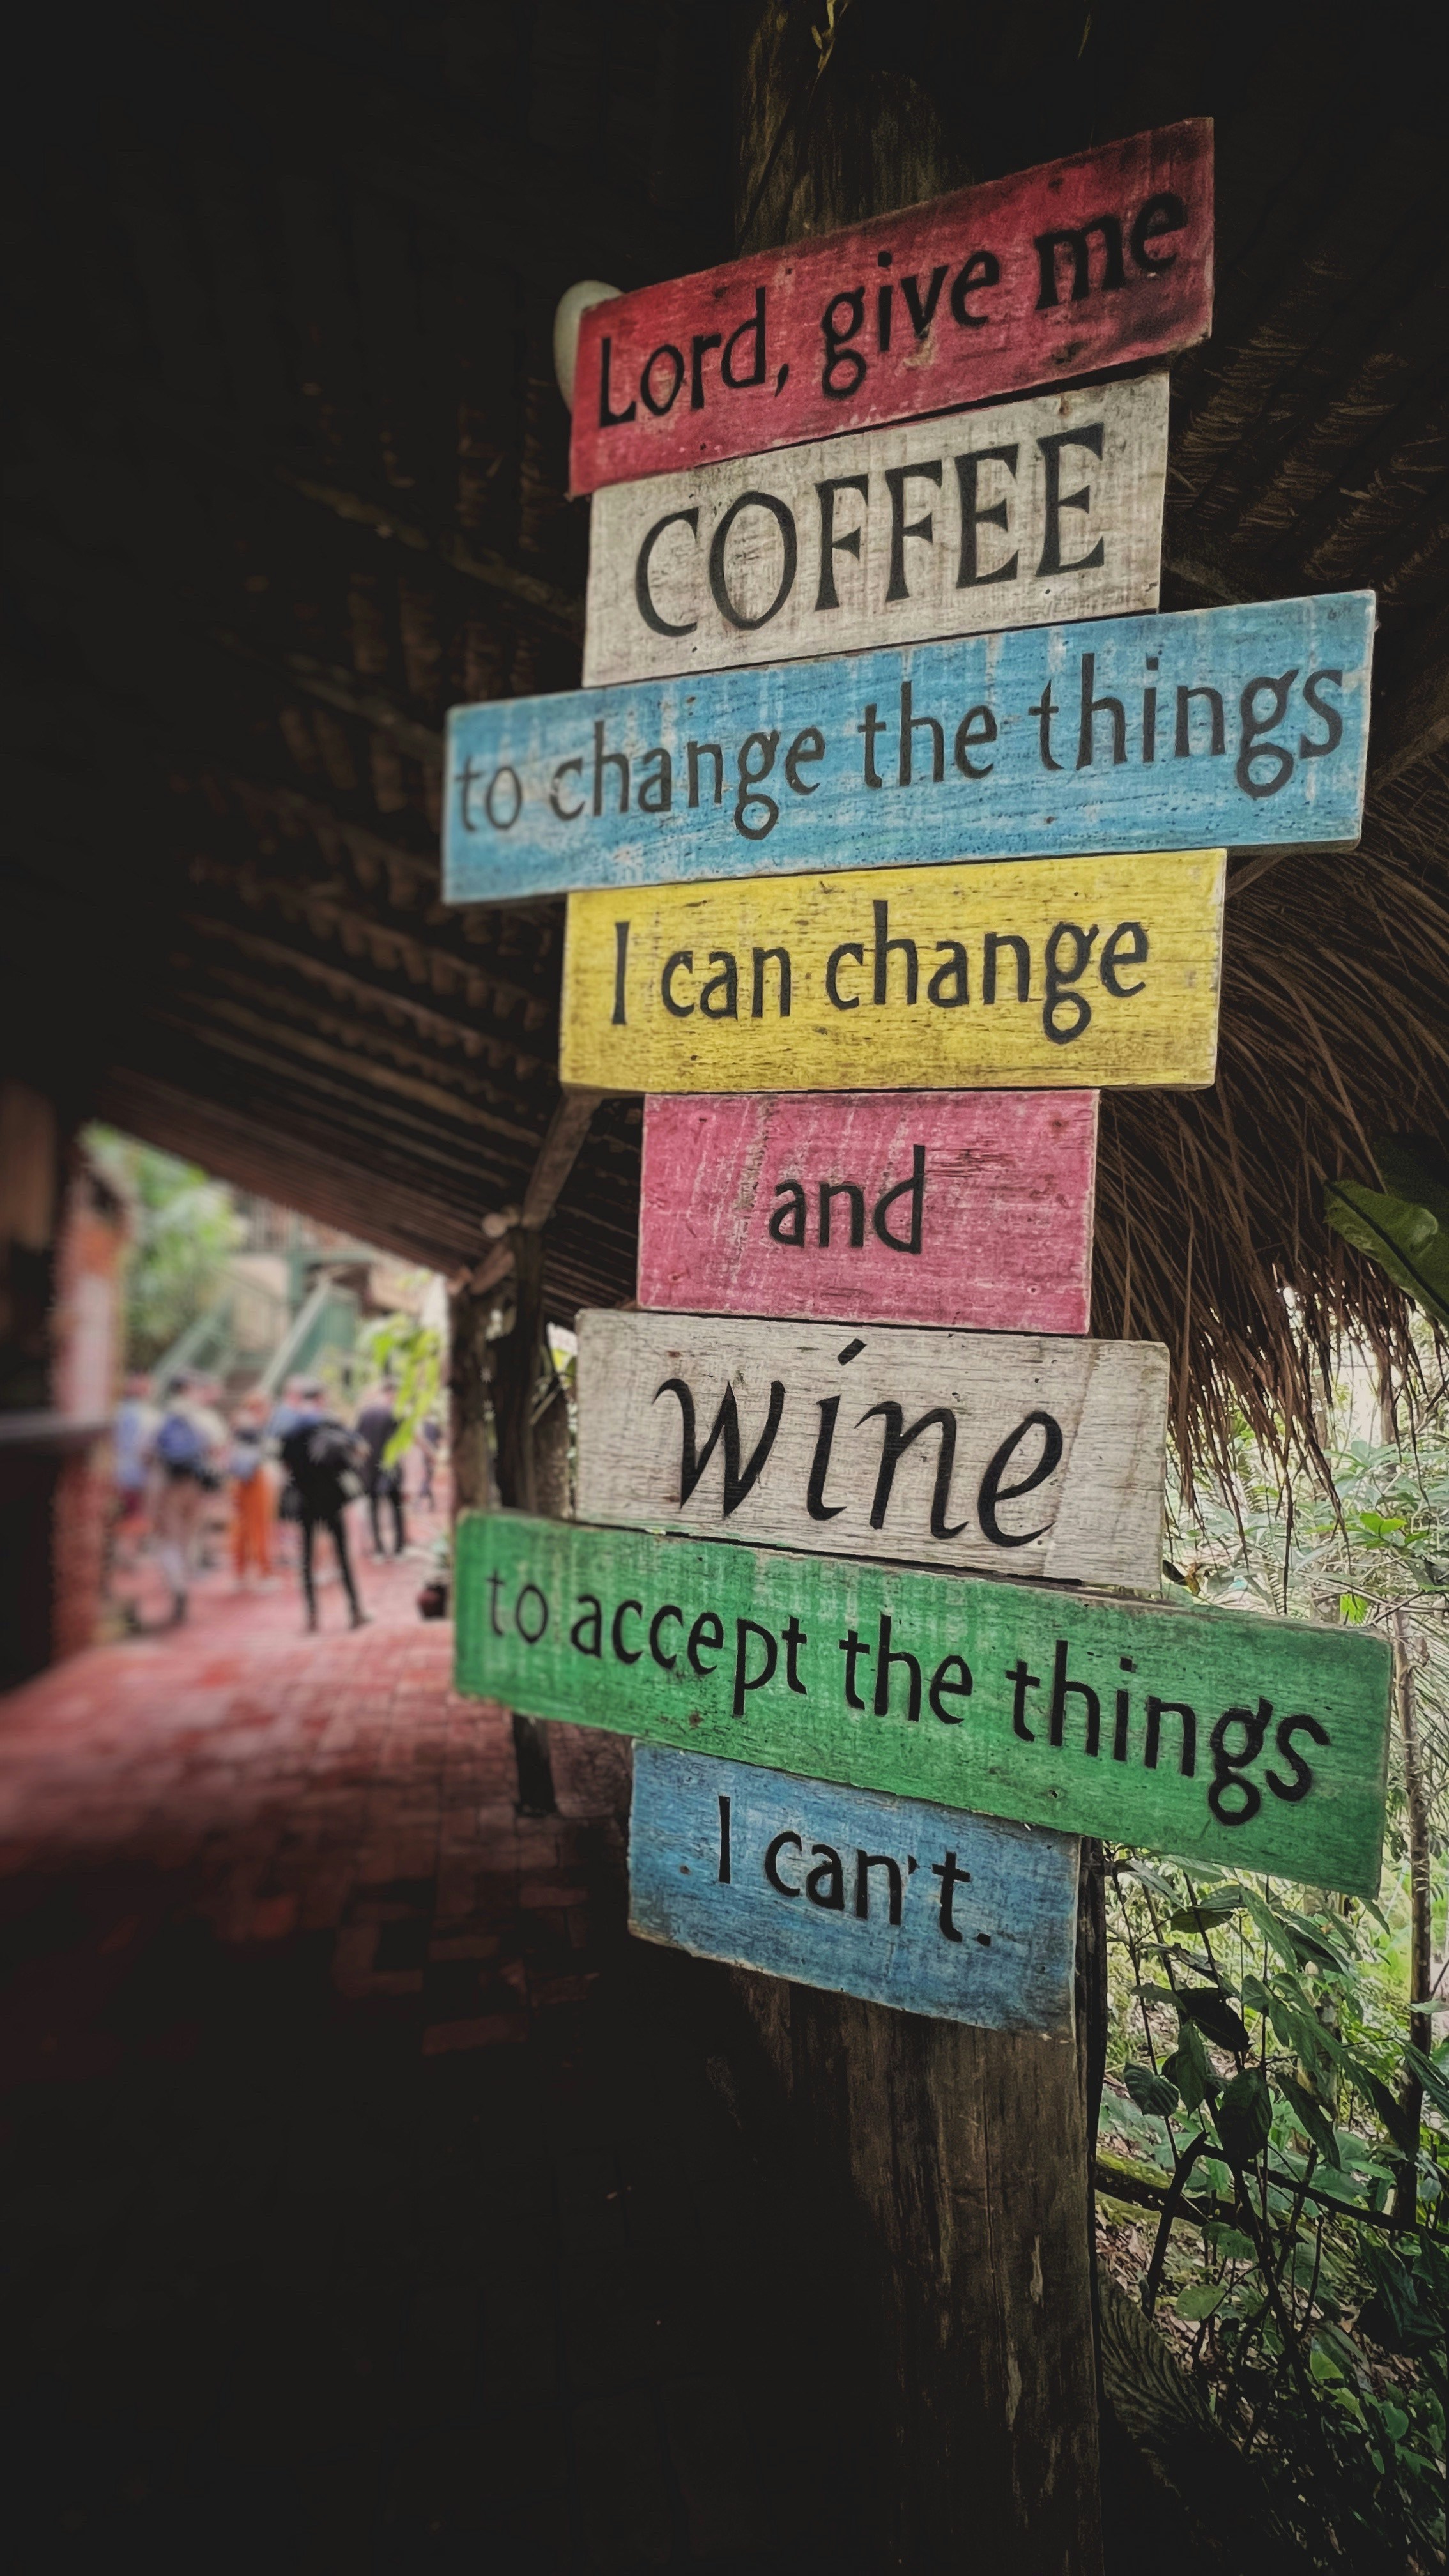 Lord, give me
COFFEE
to change the things
I can change
and
wine
to accept the things
I can't.